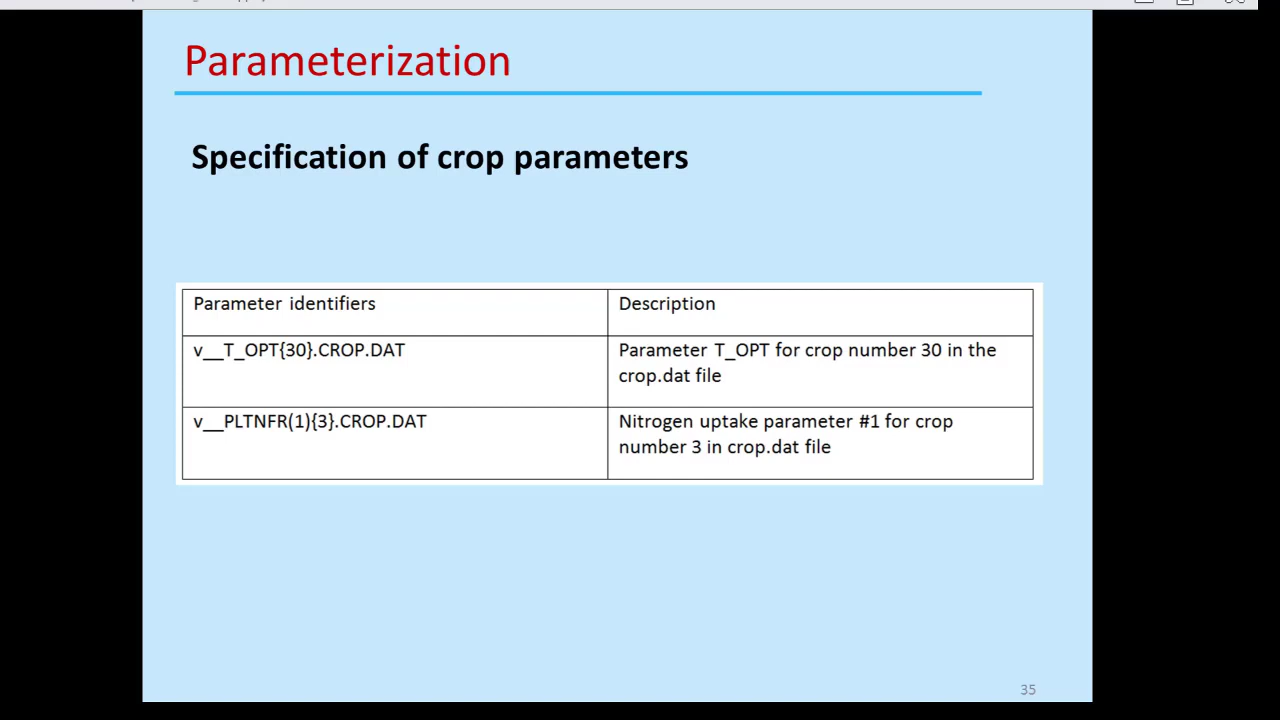 Parameterization
Specification of crop parameters
Parameter identifiers
Description
v__T_OPT{30}.CROP.DAT
Parameter T_OPT for crop number 30 in the
crop.dat file
v__PLTNFR(1){3}.CROP.DAT
Nitrogen uptake parameter #1 for crop
number 3 in crop.dat file
35